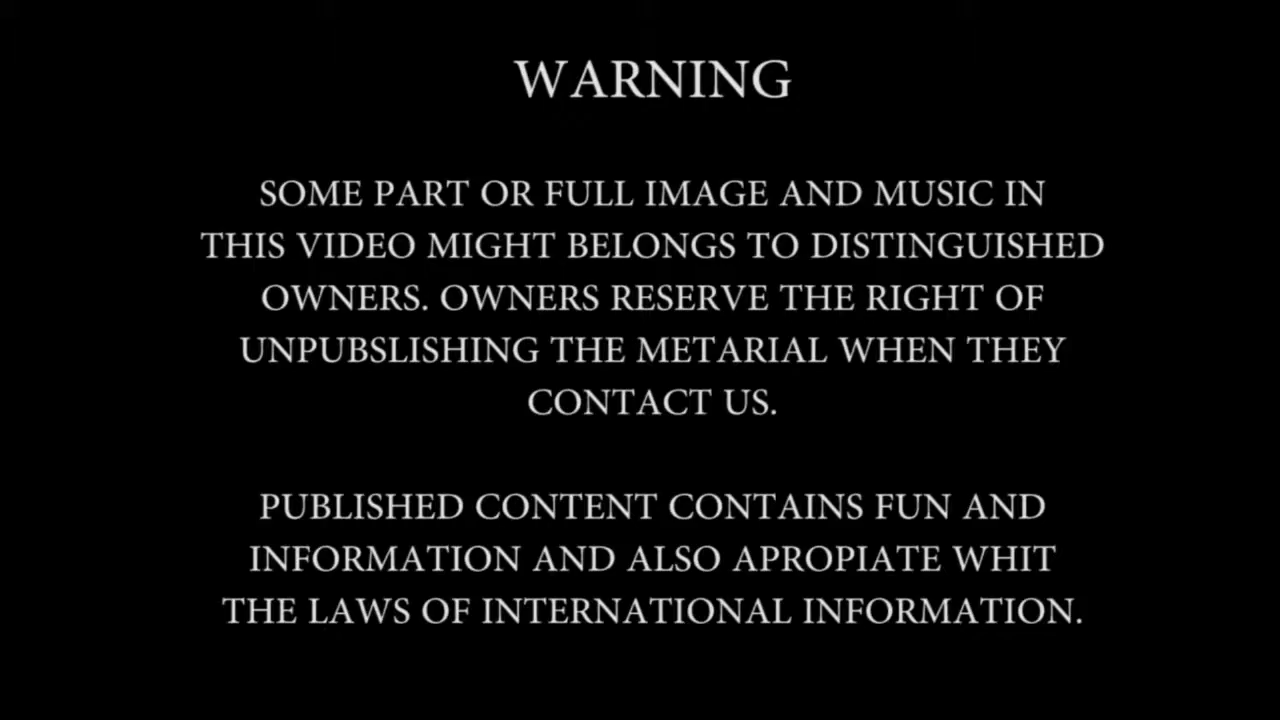 WARNING
SOME PART OR FULL IMAGE AND MUSIC IN
THIS VIDEO MIGHT BELONGS TO DISTINGUISHED
OWNERS. OWNERS RESERVE THE RIGHT OF
UNPUBSLISHING THE METARIAL WHEN THEY
CONTACT US.
PUBLISHED CONTENT CONTAINS FUN AND
INFORMATION AND ALSO APROPIATE WHIT
THE LAWS OF INTERNATIONAL INFORMATION.